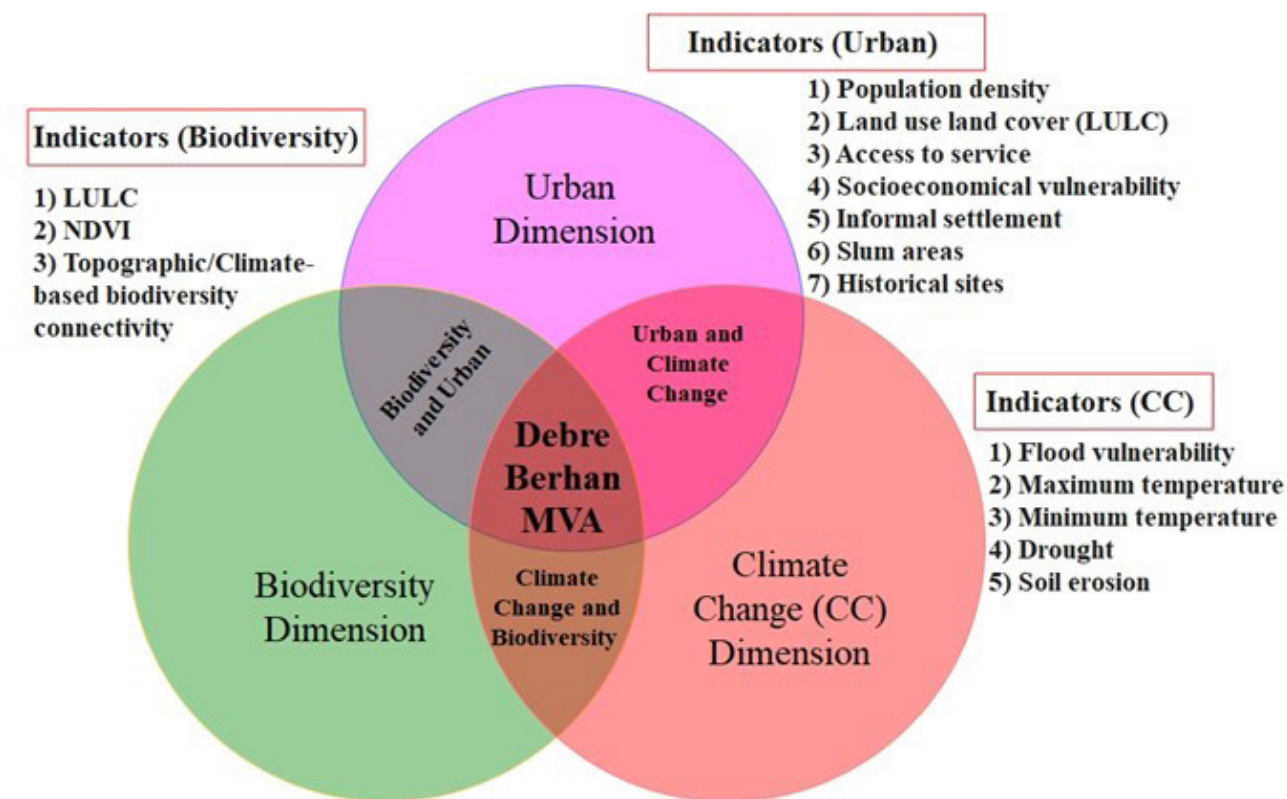 Indicators (Urban)
1) Population density
2) Land use land cover (LULC)
3) Access to service
4) Socioeconomical vulnerability
5) Informal settlement
6) Slum areas
7) Historical sites
Indicators (Biodiversity)
1) LULC
2) NDVI
3) Topographic/Climate-
based biodiversity
connectivity
Urban
Dimension
Biodiversity
and Urban
Urban and
Climate
Change
Debre
Berhan
MVA
Indicators (CC)
1) Flood vulnerability
2) Maximum temperature
3) Minimum temperature
4) Drought
5) Soil erosion
Biodiversity
Dimension
Climate
Change and
Biodiversity
Climate
Change (CC)
Dimension